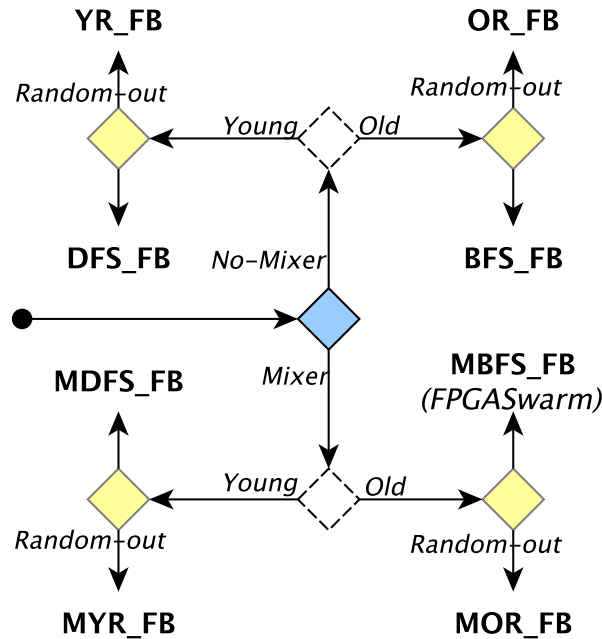 YR_FB
OR_FB
Random-out
Random-out
Young
Old
DFS_FB
No-Mixer
BFS_FB
MDFS_FB
Mixer
MBFS_FB
(FPGASwarm)
Young
Old
Random-out
Random-out
MYR_FB
MOR_FB